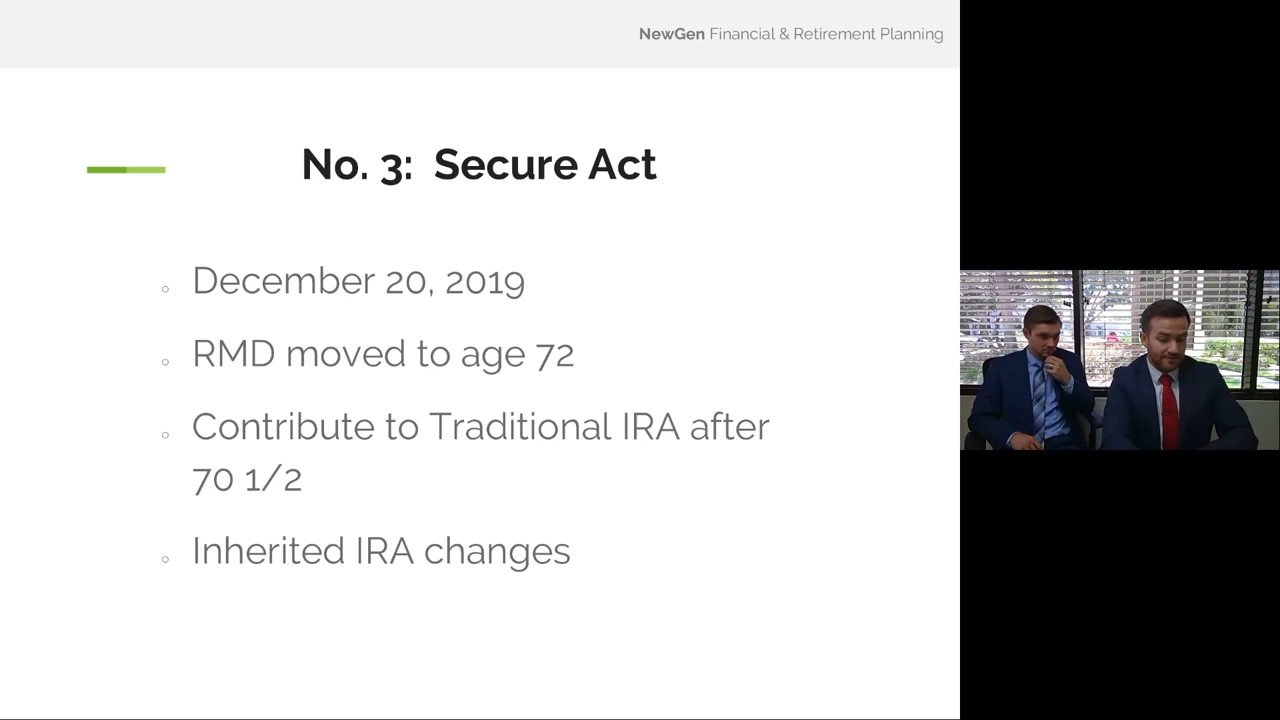 NewGen Financial & Retirement Planning
No. 3: Secure Act
December 20, 2019
RMD moved to age 72
Contribute to Traditional IRA after
70 1/2
Inherited IRA changes